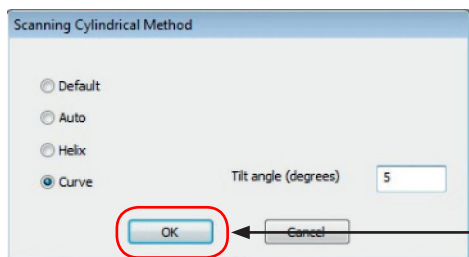 Scanning Cylindrical Method
Default
Auto
Helix
Curve
Tilt angle (degrees) 5
OK Cancel